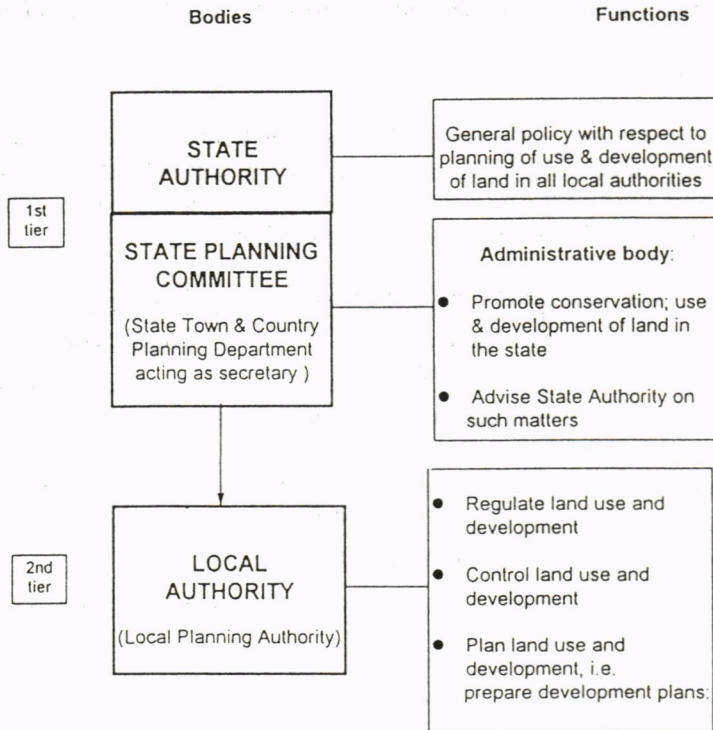 Bodies
Functions
STATE
AUTHORITY
General policy with respect to
planning of use & development
of land in all local authorities
1st
tier
STATE PLANNING
COMMITTEE
(State Town & Country
Planning Department
acting as secretary )
Administrative body:
● Promote conservation; use
& development of land in
the state
● Advise State Authority on
such matters
2nd
tier
LOCAL
AUTHORITY
(Local Planning Authority)
● Regulate land use and
development
● Control land use and
development
● Plan land use and
development, i.e.
prepare development plans: